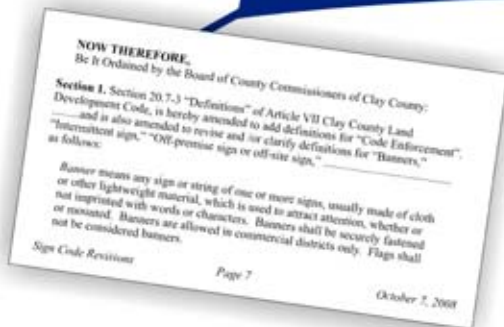 NOW THEREFORE,
Be It Ordained by the Board of County Commissioners of Clay County:
Section 1. Section 20.7-3 "Definitions" of Article VII Clay County Land
Development Code, is hereby amended to add definitions for "Code Enforcement".
_____ and is also amended to revise and /or clarify definitions for "Banners,"
"Intermittent sign," "Off-premise sign or off-site sign," _______________
as follows:
Banner means any sign or string of one or more signs, usually made of cloth
or other lightweight material, which is used to attract attention, whether or
not imprinted with words or characters. Banners shall be securely fastened
or mounted. Banners are allowed in commercial districts only. Flags shall
not be considered banners.
Sign Code Revisions Page 7 October 7, 2008